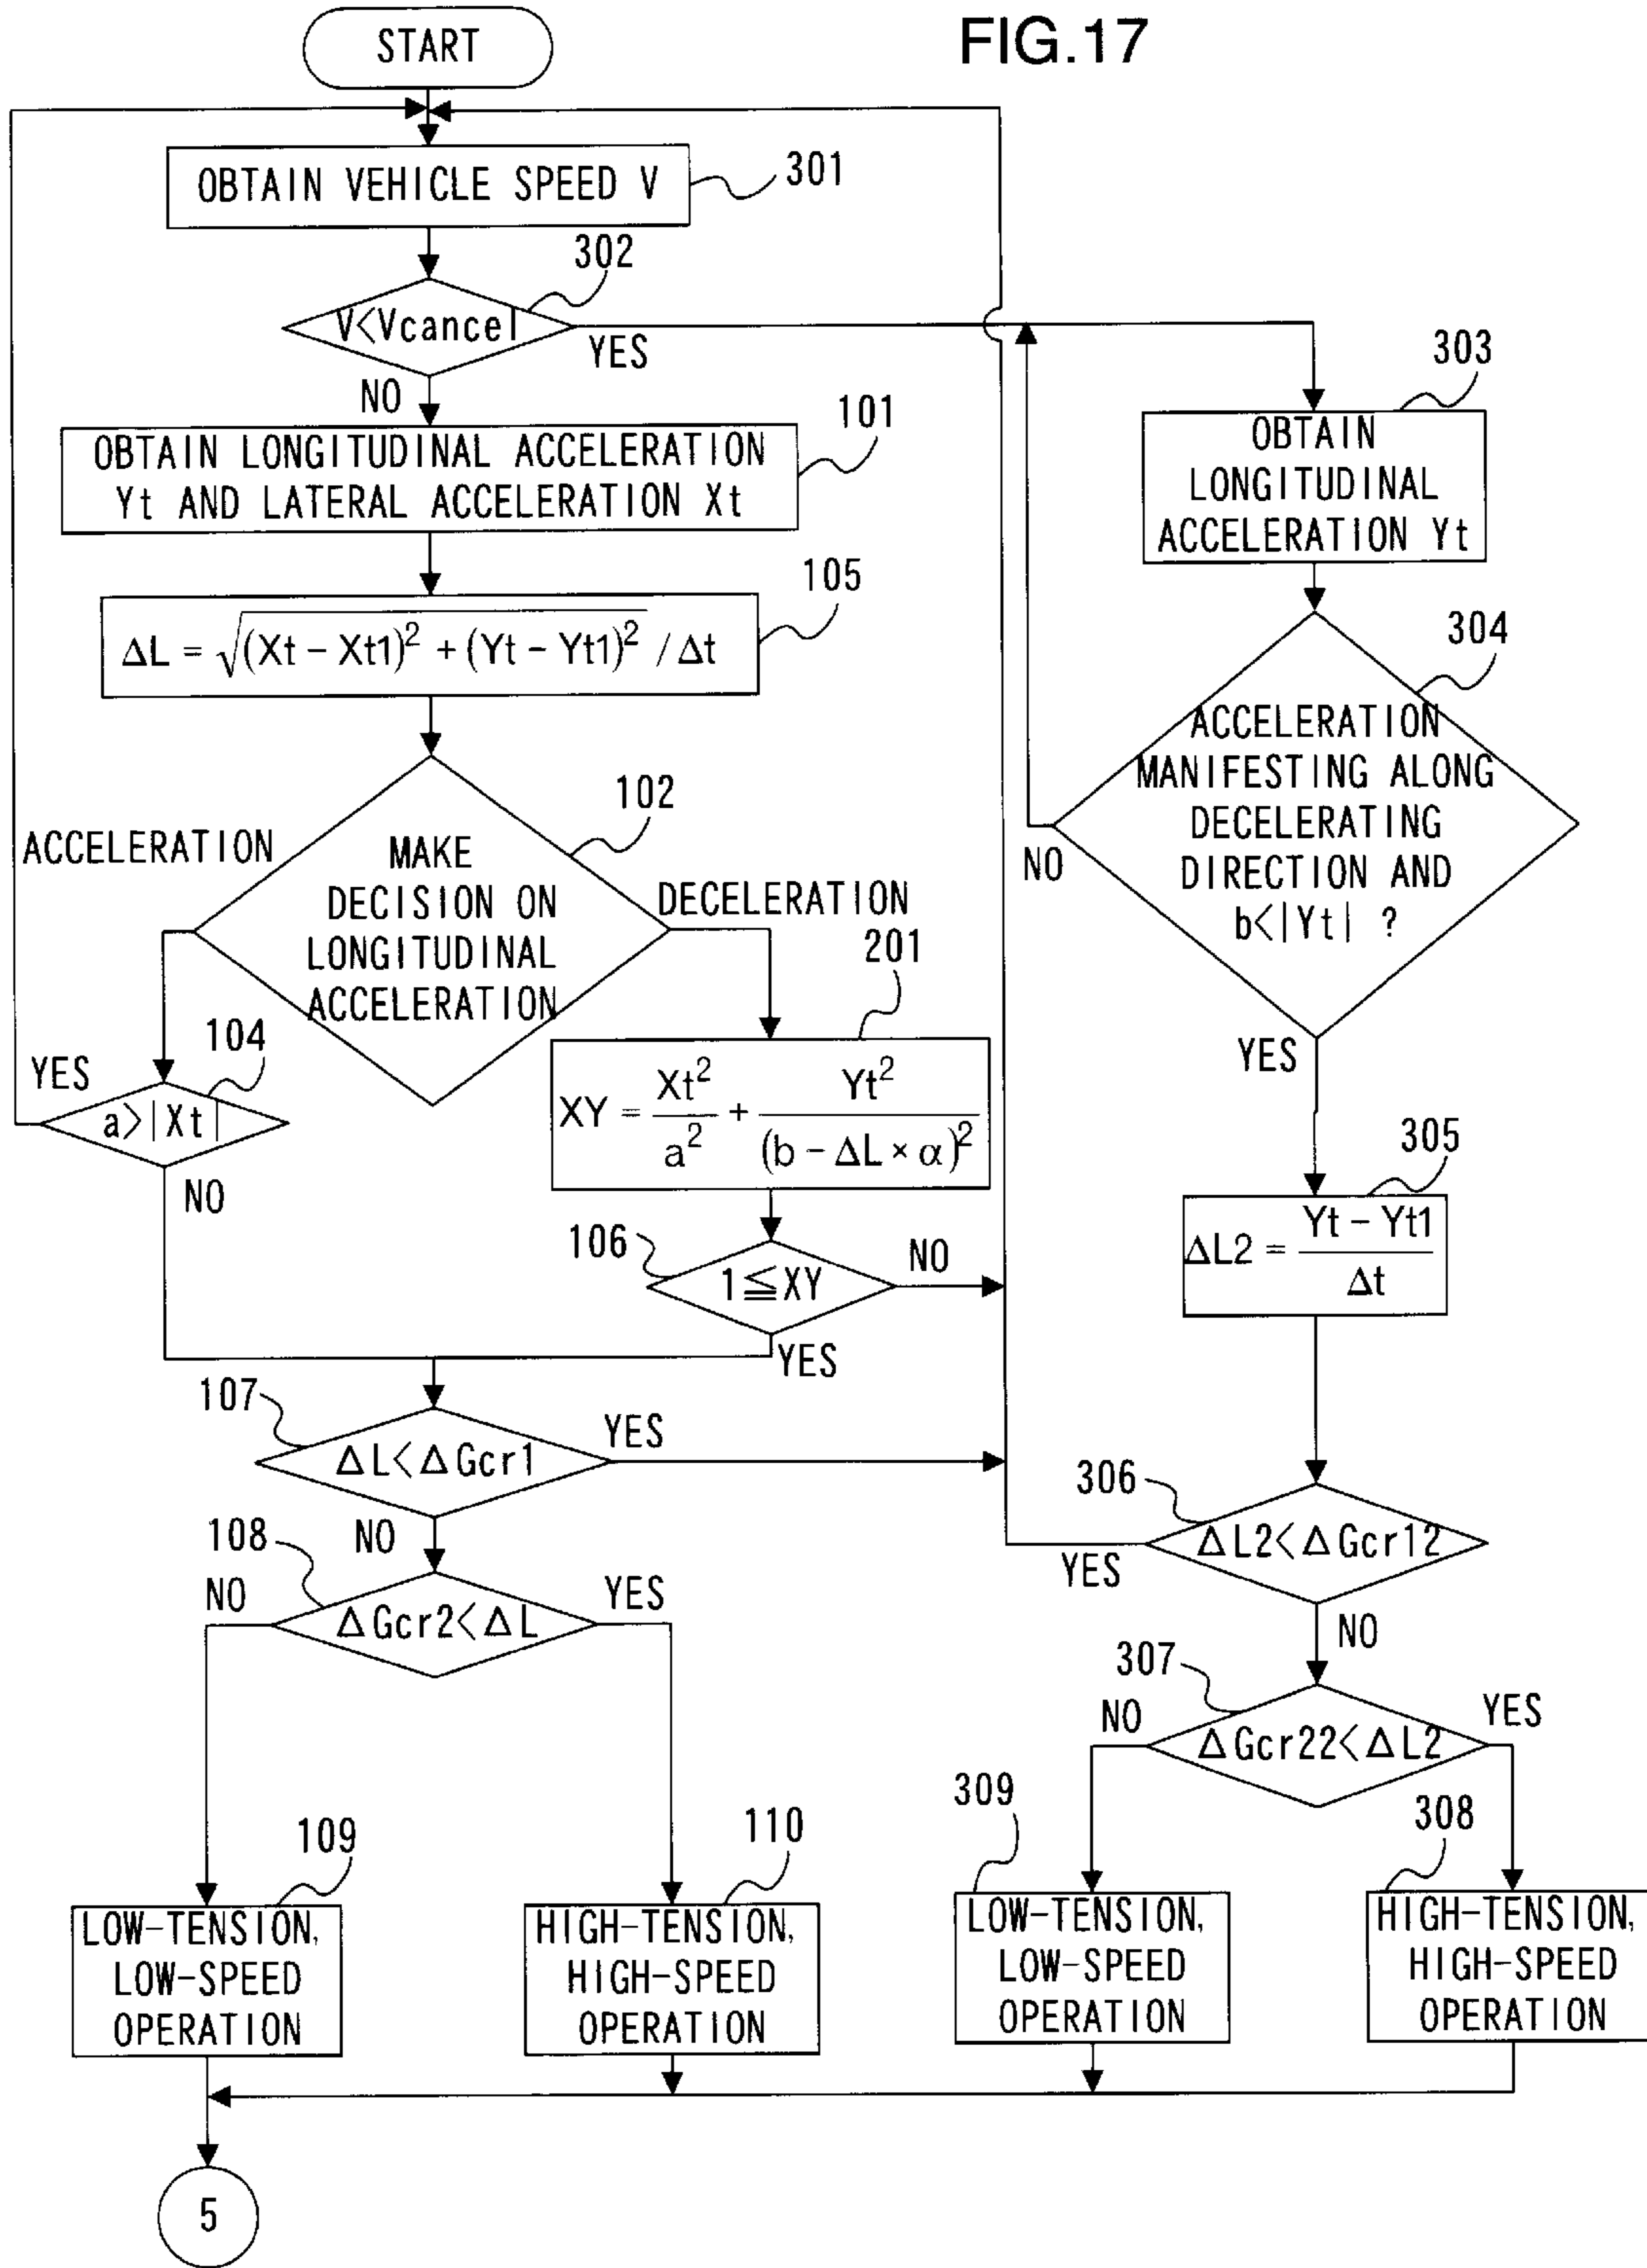 FIG.17
START
OBTAIN VEHICLE SPEED V
301
302
V<Vcancel
YES
NO
101
OBTAIN LONGITUDINAL ACCELERATION
Yt AND LATERAL ACCELERATION Xt
105
ΔL = √((Xt − Xt1)² + (Yt − Yt1)²) / Δt
102
ACCELERATION
MAKE
DECISION ON
LONGITUDINAL
ACCELERATION
DECELERATION
104
YES
a>|Xt|
NO
201
XY = Xt²/a² + Yt²/(b − ΔL × α)²
106
1≦XY
NO
YES
107
ΔL<ΔGcr1
YES
NO
108
NO
ΔGcr2<ΔL
YES
109
LOW-TENSION,
LOW-SPEED
OPERATION
110
HIGH-TENSION,
HIGH-SPEED
OPERATION
303
OBTAIN
LONGITUDINAL
ACCELERATION Yt
304
ACCELERATION
MANIFESTING ALONG
DECELERATING
DIRECTION AND
b<|Yt| ?
NO
YES
305
ΔL2 = (Yt − Yt1)/Δt
306
ΔL2<ΔGcr12
YES
NO
307
NO
ΔGcr22<ΔL2
YES
309
LOW-TENSION,
LOW-SPEED
OPERATION
308
HIGH-TENSION,
HIGH-SPEED
OPERATION
5